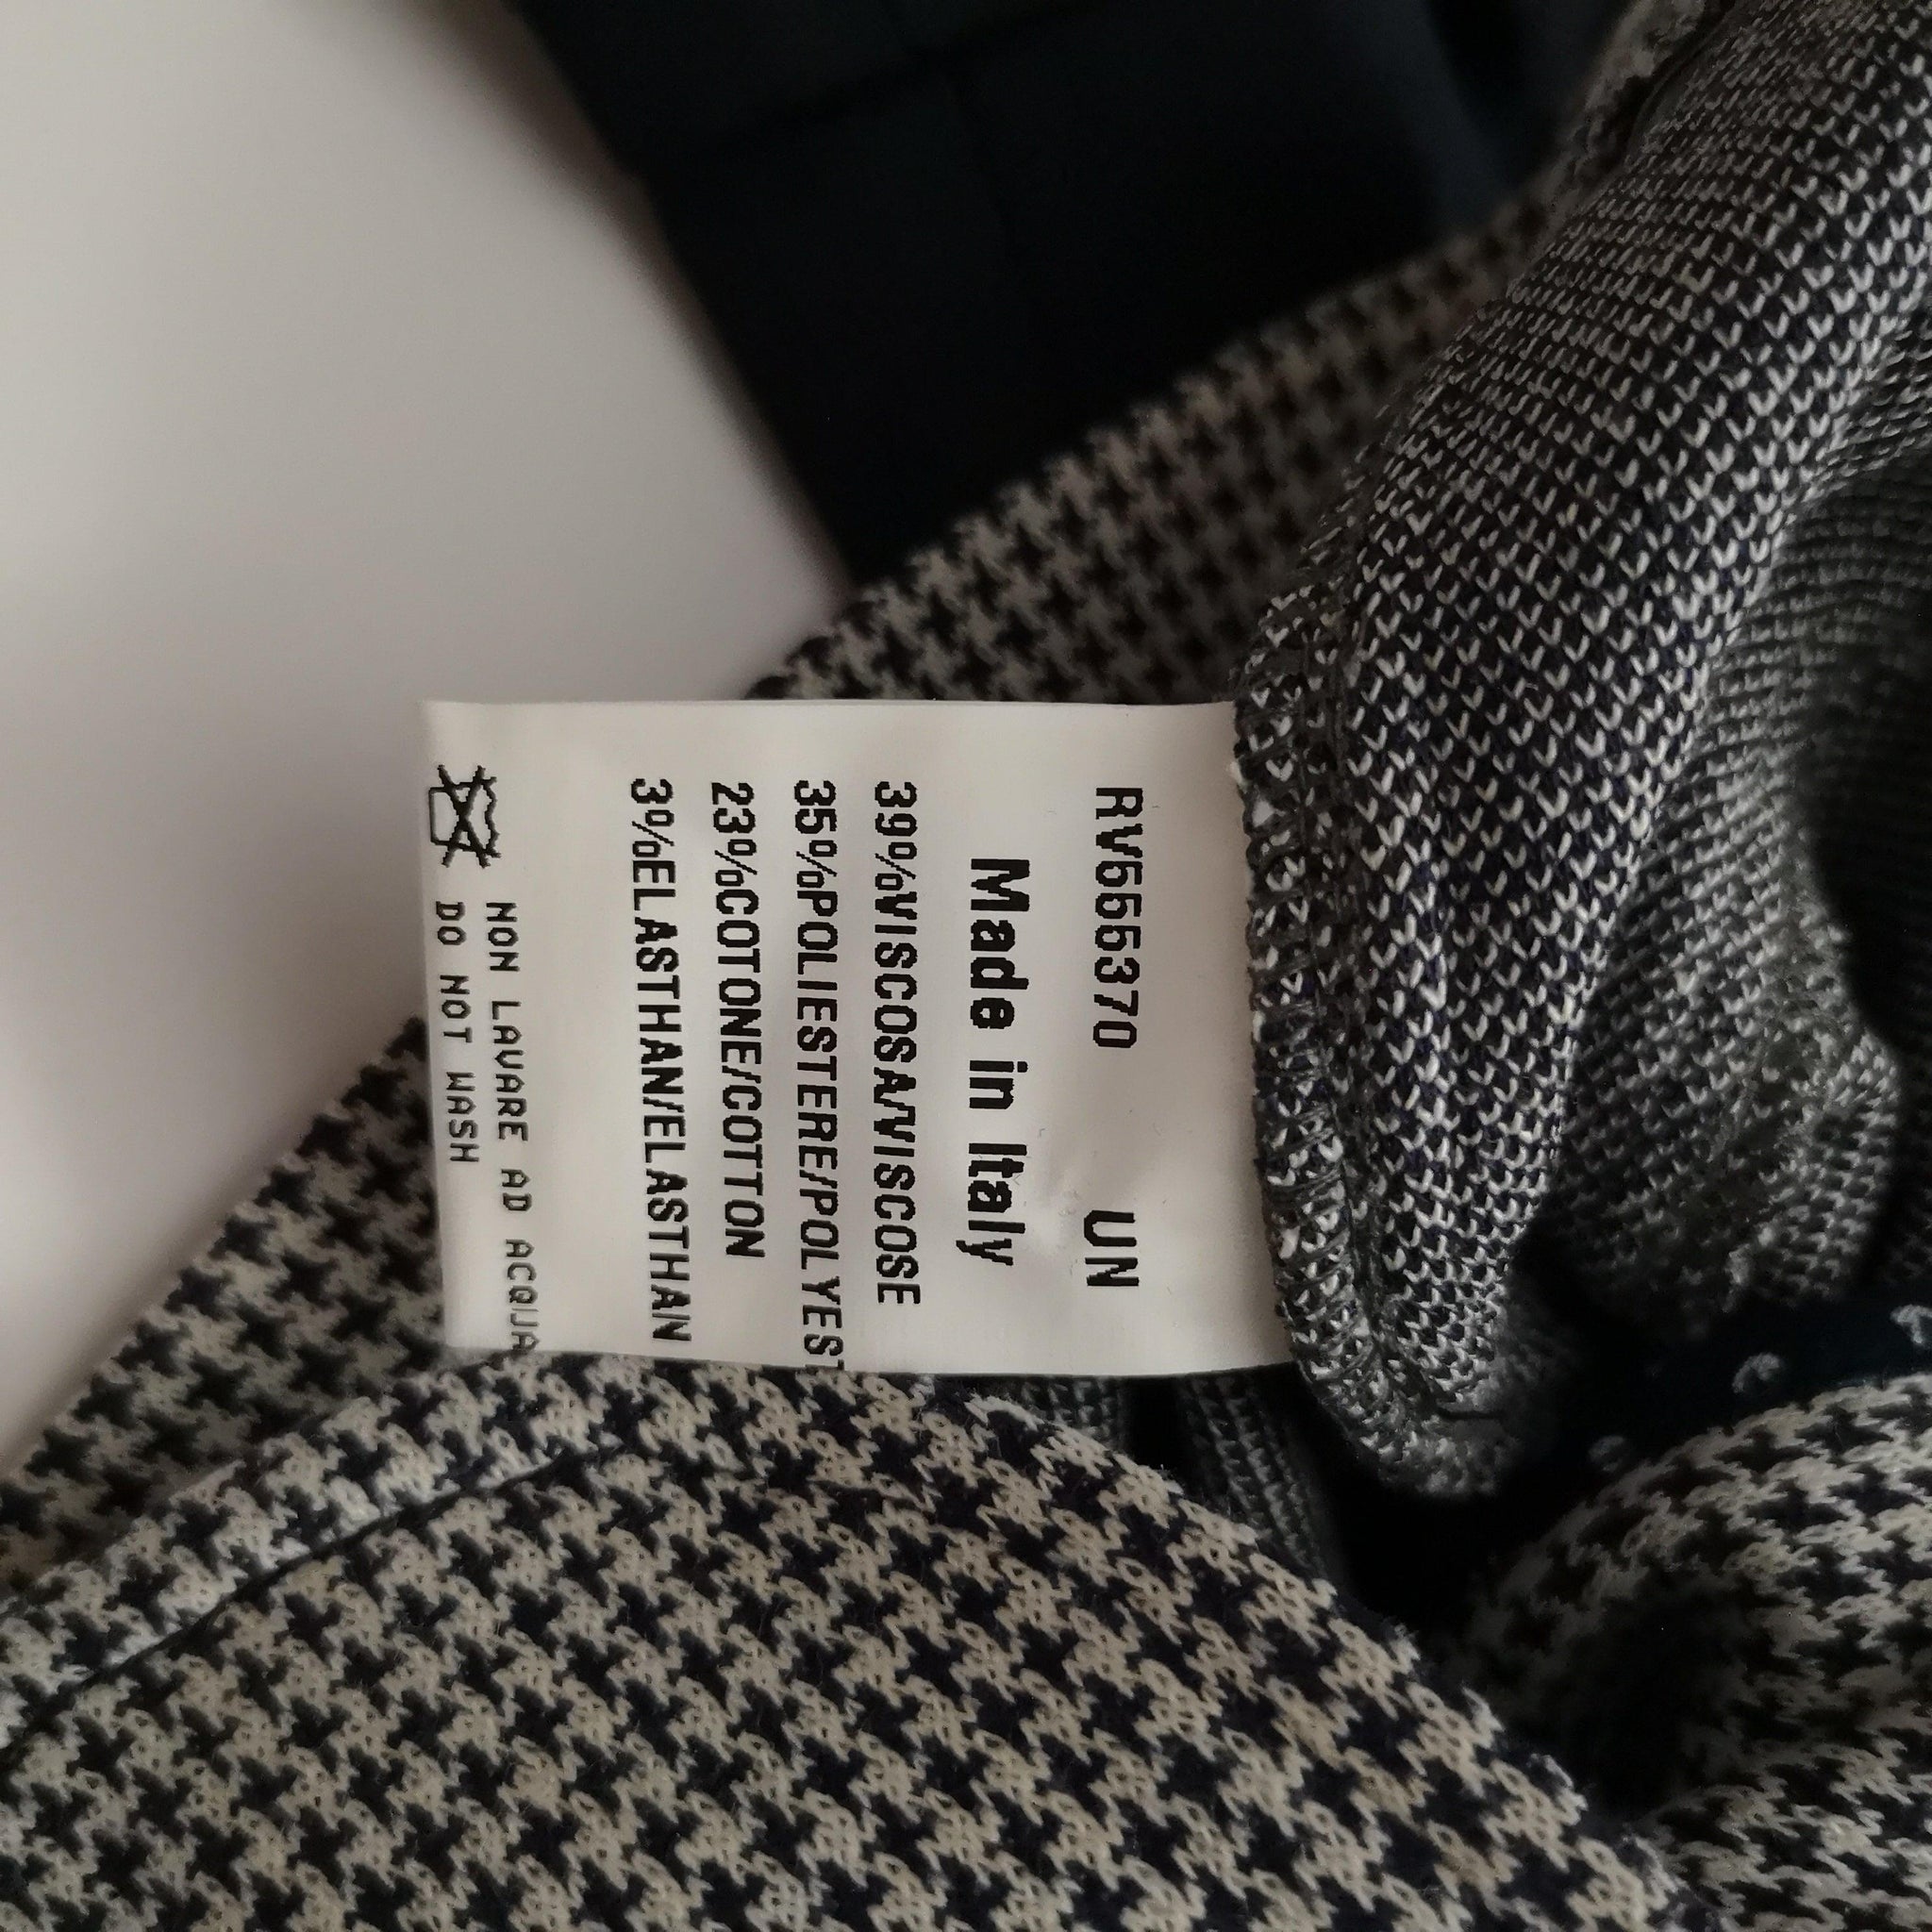 RV665370 UN
Made in Italy
39%VISCOSA/VISCOSE
35%POLIESTERE/POLYEST
23%COTONE/COTTON
3%ELASTHAN/ELASTHAN
NON LAVARE AD ACQUA
DO NOT WASH